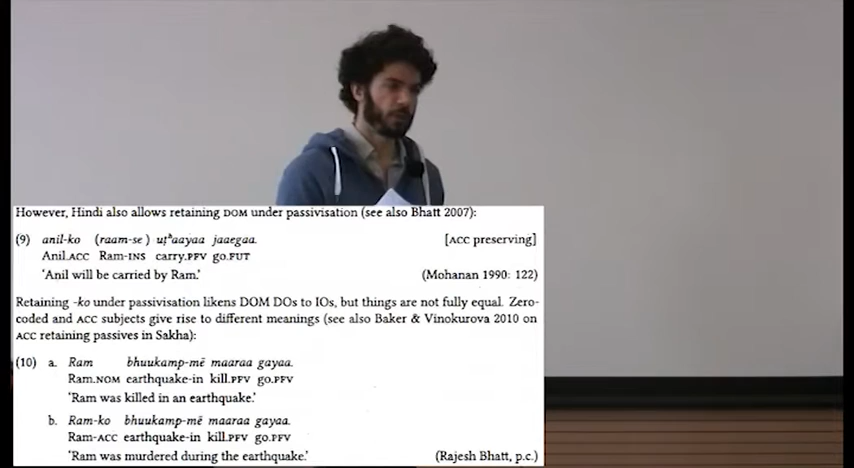 However, Hindi also allows retaining DOM under passivisation (see also Bhatt 2007):
(9) anil-ko (raam-se) uṭʰaayaa jaaegaa. [ACC preserving]
Anil.ACC Ram-INS carry.PFV go.FUT
'Anil will be carried by Ram.' (Mohanan 1990: 122)
Retaining -ko under passivisation likens DOM DOs to IOs, but things are not fully equal. Zero-
coded and ACC subjects give rise to different meanings (see also Baker & Vinokurova 2010 on
ACC retaining passives in Sakha):
(10) a. Ram bhuukamp-mẽ maaraa gayaa.
Ram.NOM earthquake-in kill.PFV go.PFV
'Ram was killed in an earthquake.'
b. Ram-ko bhuukamp-mẽ maaraa gayaa.
Ram-ACC earthquake-in kill.PFV go.PFV
'Ram was murdered during the earthquake.' (Rajesh Bhatt, p.c.)